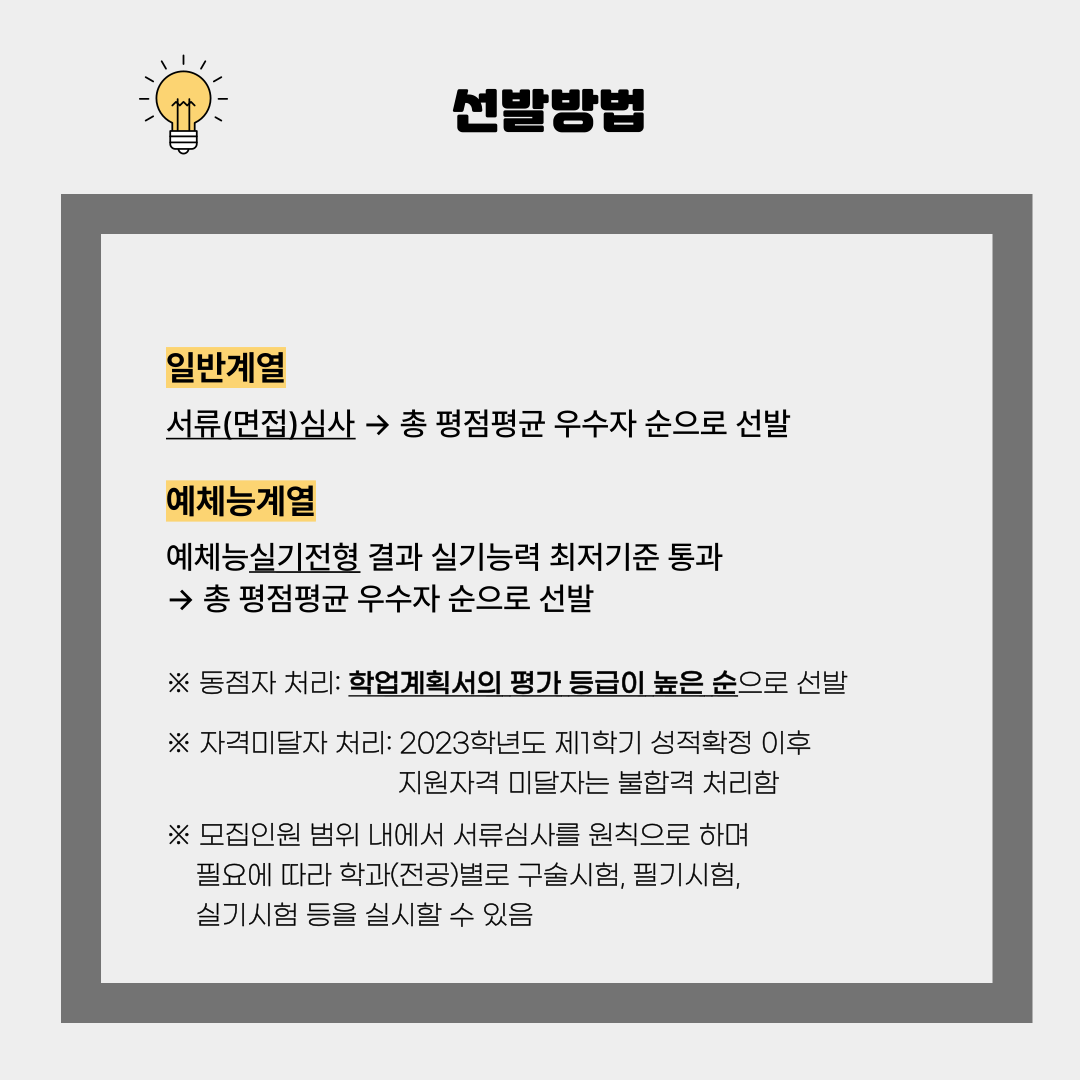 선발방법
일반계열
서류(면접)심사 → 총 평점평균 우수자 순으로 선발
예체능계열
예체능실기전형 결과 실기능력 최저기준 통과
→ 총 평점평균 우수자 순으로 선발
※ 동점자 처리: 학업계획서의 평가 등급이 높은 순으로 선발
※ 자격미달자 처리: 2023학년도 제1학기 성적확정 이후
지원자격 미달자는 불합격 처리함
※ 모집인원 범위 내에서 서류심사를 원칙으로 하며
필요에 따라 학과(전공)별로 구술시험, 필기시험,
실기시험 등을 실시할 수 있음